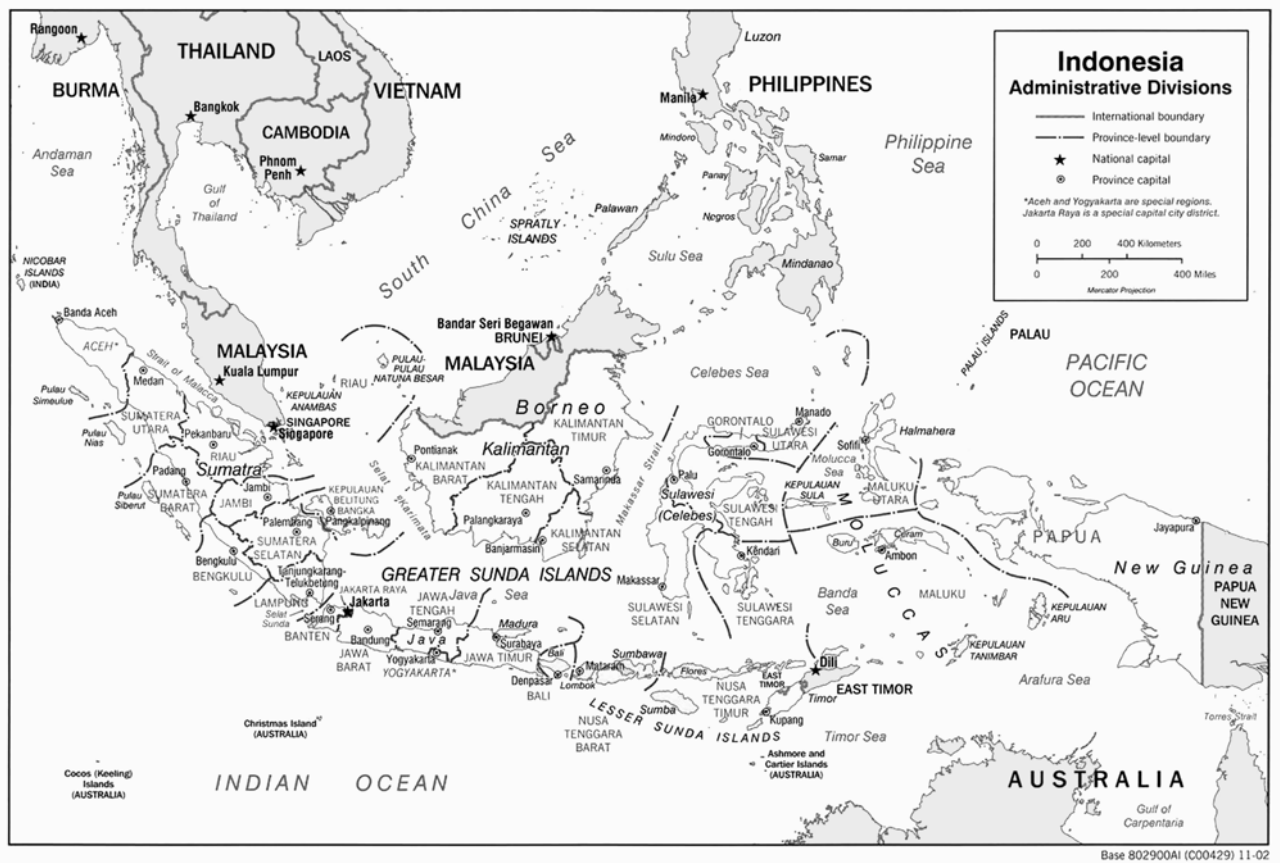 Indonesia
Administrative Divisions
International boundary
Province-level boundary
National capital
Province capital
*Aceh and Yogyakarta are special regions.
Jakarta Raya is a special capital city district.
0 200 400 Kilometers
0 200 400 Miles
Mercator Projection
Rangoon
BURMA
THAILAND
LAOS
VIETNAM
Bangkok
CAMBODIA
Phnom
Penh
Andaman
Sea
Gulf
of
Thailand
Luzon
PHILIPPINES
Manila
Mindoro
Samar
Panay
Negros
Palawan
Mindanao
Philippine
Sea
South China Sea
SPRATLY
ISLANDS
Sulu Sea
NICOBAR
ISLANDS
(INDIA)
Banda Aceh
ACEH*
Strait of Malacca
Medan
Pulau
Simeulue
SUMATERA
UTARA
Pulau
Nias
MALAYSIA
Kuala Lumpur
KEPULAUAN
ANAMBAS
RIAU
PULAU-
PULAU
NATUNA BESAR
SINGAPORE
Singapore
Bandar Seri Begawan
BRUNEI
MALAYSIA
Celebes Sea
PALAU ISLANDS
PALAU
PACIFIC
OCEAN
Pekanbaru
RIAU
Padang
Sumatra
Pulau
Siberut
SUMATERA
BARAT
Jambi
JAMBI
KEPULAUAN
BELITUNG
BANGKA
Pangkalpinang
Palembang
SUMATERA
SELATAN
Bengkulu
BENGKULU
Tanjungkarang-
Telukbetung
LAMPUNG
Selat
Sunda
Selat Karimata
Borneo
KALIMANTAN
TIMUR
Pontianak
Kalimantan
KALIMANTAN
BARAT
KALIMANTAN
TENGAH
Samarinda
Palangkaraya
Banjarmasin
KALIMANTAN
SELATAN
Makassar Strait
GORONTALO
Manado
SULAWESI
UTARA
Gorontalo
Palu
Sulawesi
(Celebes)
SULAWESI
TENGAH
Kendari
Makassar
SULAWESI
SELATAN
SULAWESI
TENGGARA
Sofifi
Halmahera
Molucca
Sea
KEPULAUAN
SULA
MALUKU
UTARA
MOLUCCAS
Buru
Ceram
Ambon
Banda
Sea
MALUKU
PAPUA
Jayapura
New Guinea
PAPUA
NEW
GUINEA
KEPULAUAN
ARU
KEPULAUAN
TANIMBAR
Arafura Sea
Torres Strait
GREATER SUNDA ISLANDS
JAKARTA RAYA
Jakarta
Serang
BANTEN
Bandung
JAWA
BARAT
JAWA
TENGAH
Semarang
Java
Java Sea
Yogyakarta
YOGYAKARTA*
Madura
Surabaya
JAWA TIMUR
Bali
Denpasar
BALI
Mataram
Lombok
Sumbawa
NUSA
TENGGARA
BARAT
LESSER SUNDA ISLANDS
Sumba
Flores
NUSA
TENGGARA
TIMUR
EAST
TIMOR
Dili
EAST TIMOR
Timor
Kupang
Timor Sea
Ashmore and
Cartier Islands
(AUSTRALIA)
Christmas Island
(AUSTRALIA)
Cocos (Keeling)
Islands
(AUSTRALIA)
INDIAN OCEAN
AUSTRALIA
Gulf of
Carpentaria
Base 802900AI (C00429) 11-02